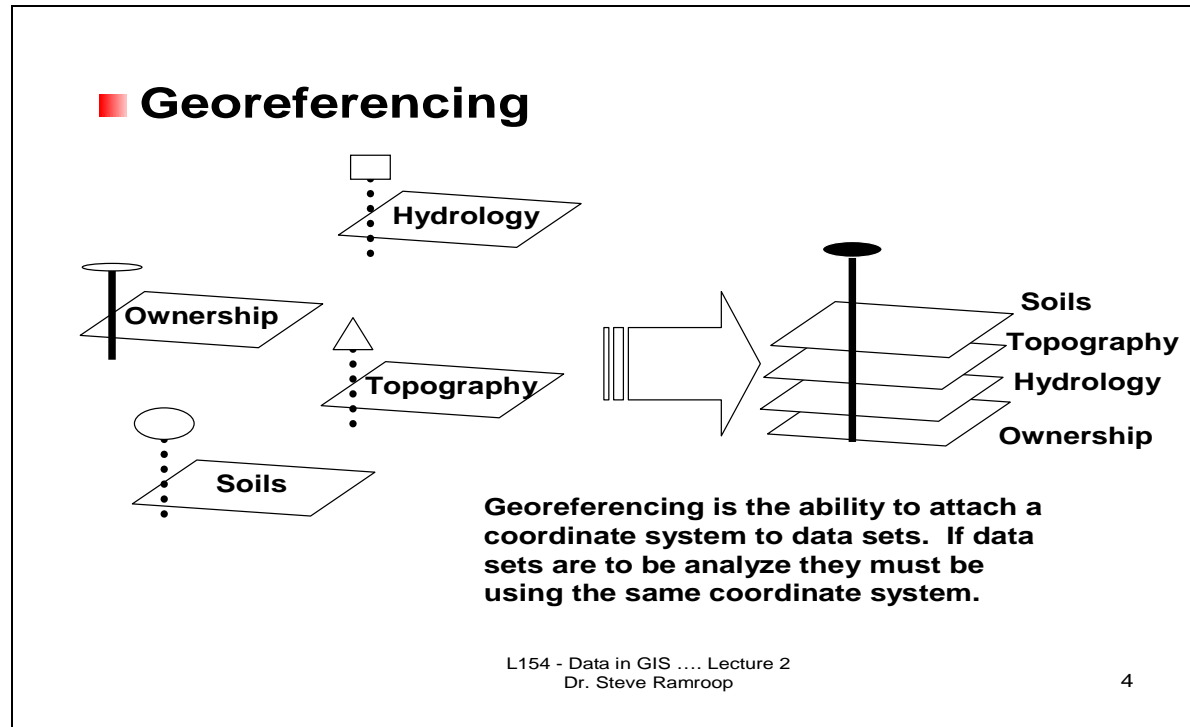 Georeferencing
Hydrology
Ownership
Topography
Soils
Soils
Topography
Hydrology
Ownership
Georeferencing is the ability to attach a
coordinate system to data sets.  If data
sets are to be analyze they must be
using the same coordinate system.
L154 - Data in GIS .... Lecture 2
Dr. Steve Ramroop
4